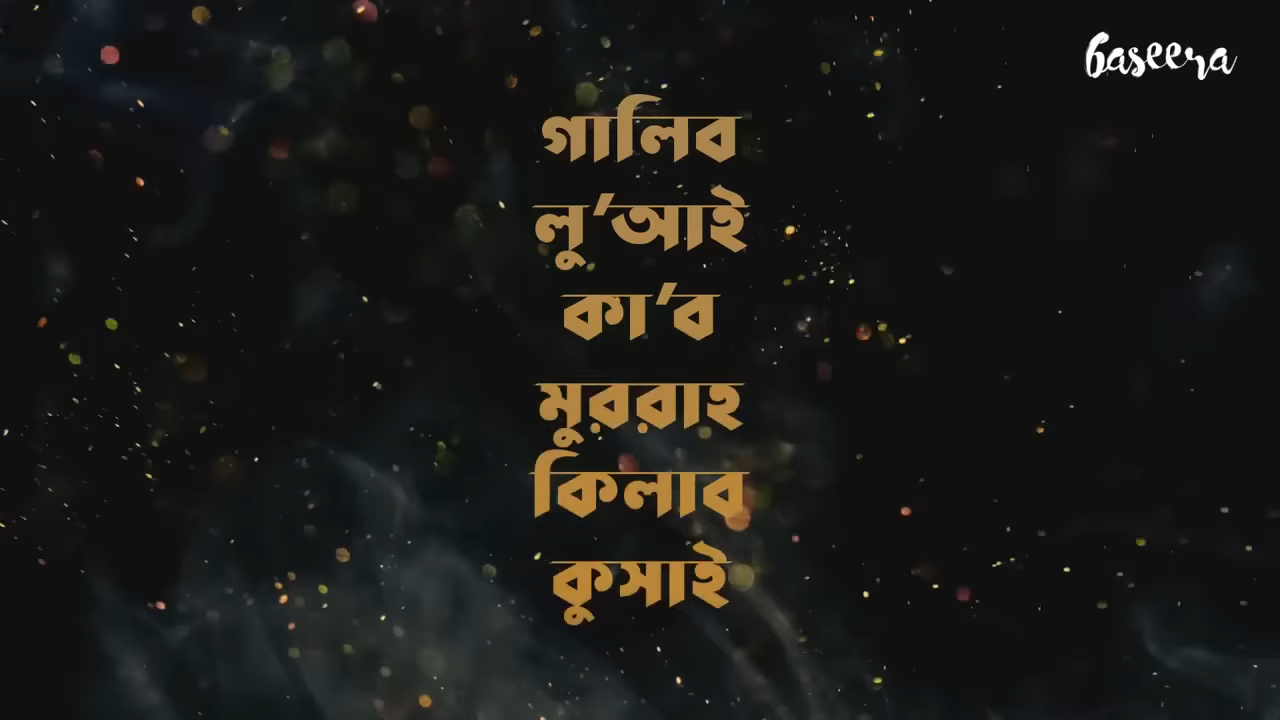 baseera
গালিব
লু’আই
কা’ব
মুররাহ
কিলাব
কুসাই